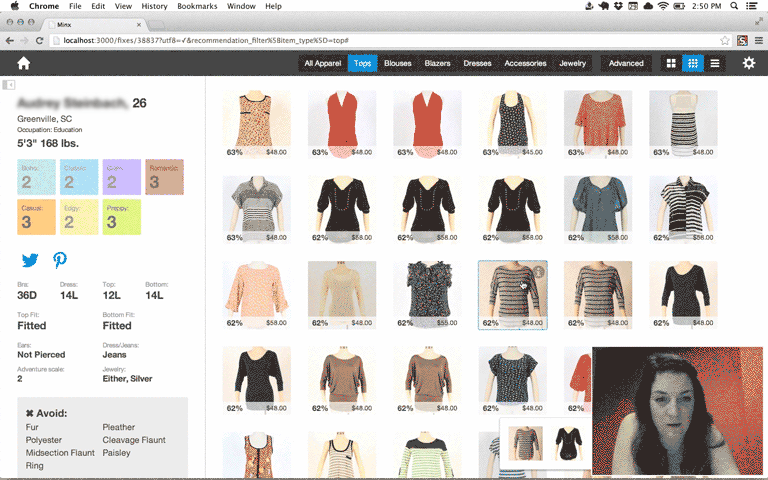 Chrome File Edit View History Bookmarks Window Help 2:50 PM
Minx
localhost:3000/fixes/38837?utf8=✓&recommendation_filter%5Bitem_type%5D=top#
All Apparel Tops Blouses Blazers Dresses Accessories Jewelry Advanced
26
Greenville, SC
Occupation: Education
5'3" 168 lbs.
Boho: Classic: Glam: Romantic:
2 2 2 3
Casual: Edgy: Preppy:
3 2 3
Bra: Dress: Top: Bottom:
36D 14L 12L 14L
Top Fit: Bottom Fit:
Fitted Fitted
Ears: Dress/Jeans:
Not Pierced Jeans
Adventure scale: Jewelry:
2 Either, Silver
✖ Avoid:
Fur Pleather
Polyester Cleavage Flaunt
Midsection Flaunt Paisley
Ring
63% $48.00 63% $48.00 63% $48.00 63% $45.00 63% $48.00 63% $48.00
63% $48.00 62% $58.00 62% $58.00 62% $58.00 62% $58.00 62% $48.00
62% $58.00 62% $48.00 62% $55.00 62% $48.00 62% $48.00 62% $48.00
62% $48.00 62% $48.00 62% $48.00 62% $48.00 62%